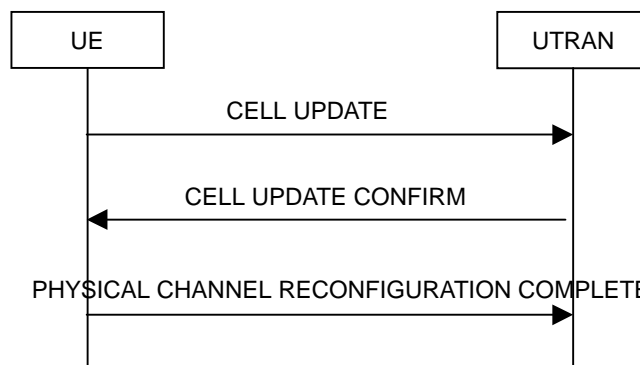 UE
UTRAN
CELL UPDATE
CELL UPDATE CONFIRM
PHYSICAL CHANNEL RECONFIGURATION COMPLETE